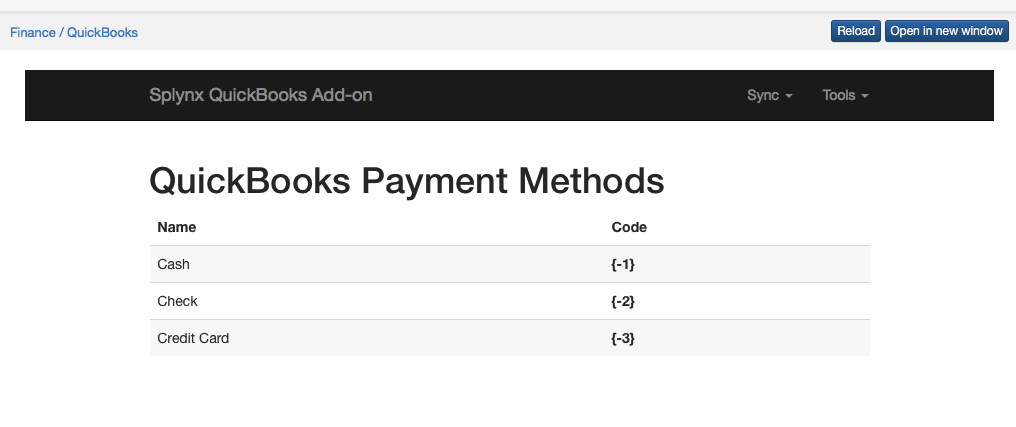 Finance / QuickBooks Reload Open in new window
Splynx QuickBooks Add-on Sync Tools
QuickBooks Payment Methods
Name Code
Cash {-1}
Check {-2}
Credit Card {-3}